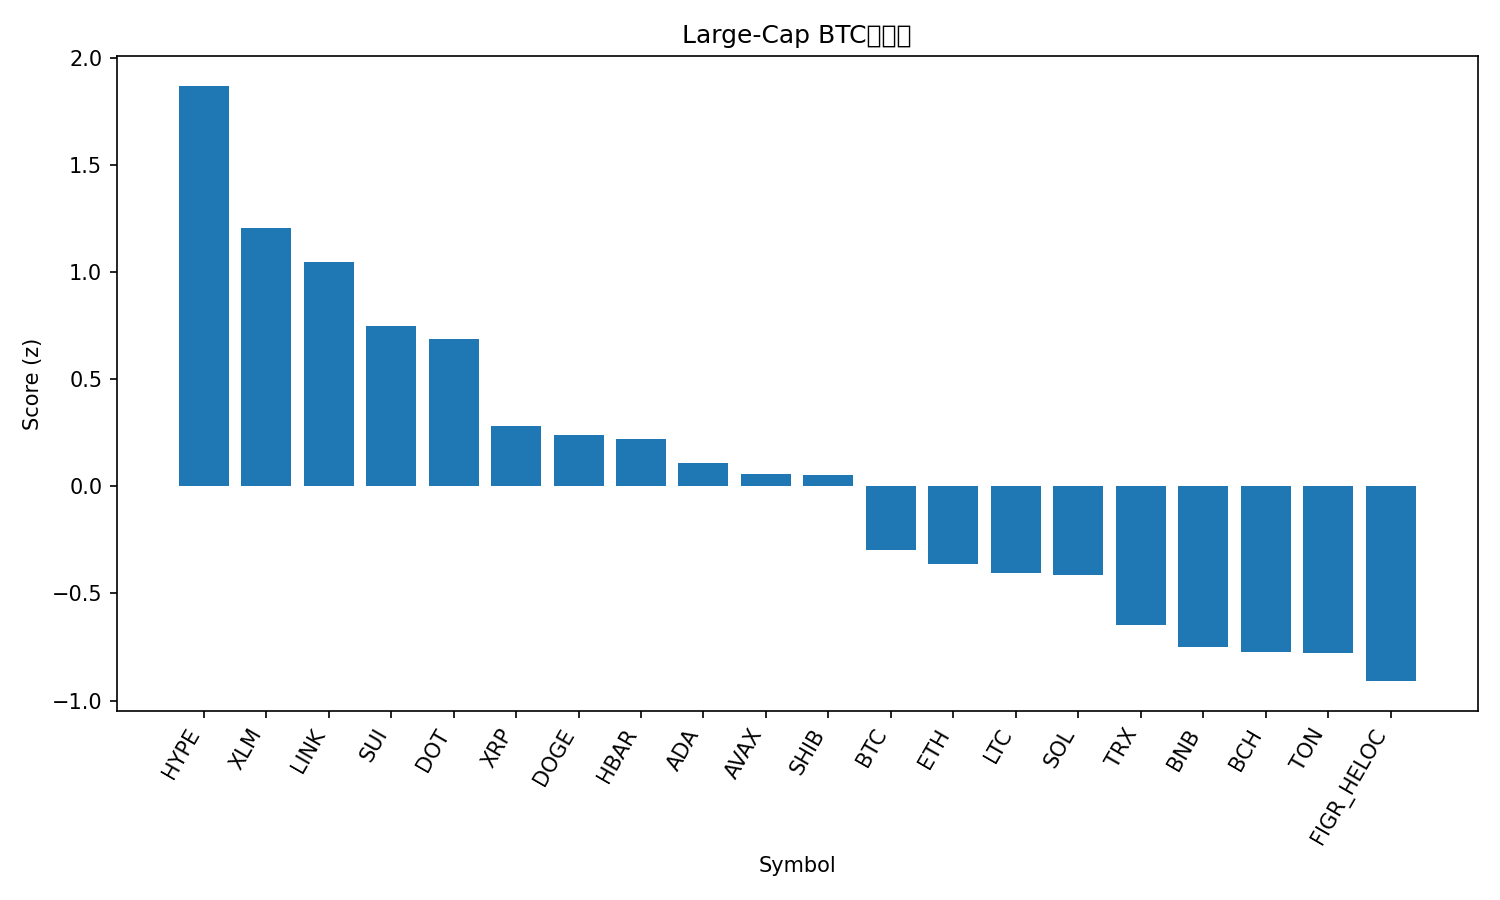 Large-Cap BTC
2.0
1.5
1.0
0.5
0.0
−0.5
−1.0
Score (z)
HYPE
XLM
LINK
SUI
DOT
XRP
DOGE
HBAR
ADA
AVAX
SHIB
BTC
ETH
LTC
SOL
TRX
BNB
BCH
TON
FIGR_HELOC
Symbol